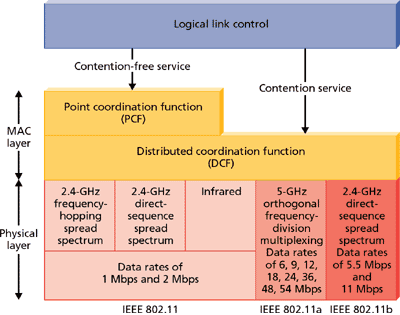 Logical link control
Contention-free service
Contention service
MAC
layer
Point coordination function
(PCF)
Distributed coordination function
(DCF)
Physical
layer
2.4-GHz
frequency-
hopping
spread
spectrum
2.4-GHz
direct-
sequence
spread
spectrum
Infrared
Data rates of
1 Mbps and 2 Mbps
5-GHz
orthogonal
frequency-
division
multiplexing
Data rates
of 6, 9, 12,
18, 24, 36,
48, 54 Mbps
2.4-GHz
direct-
sequence
spread
spectrum
Data rates
of 5.5 Mbps
and
11 Mbps
IEEE 802.11
IEEE 802.11a
IEEE 802.11b